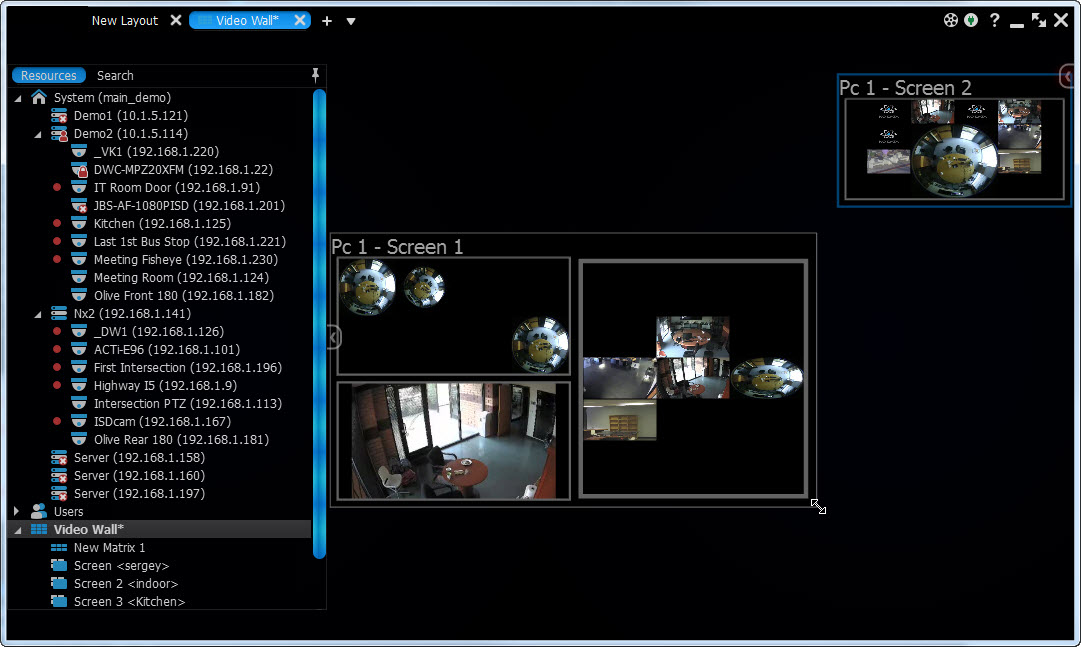 New Layout
Video Wall*
Resources Search
System (main_demo)
Demo1 (10.1.5.121)
Demo2 (10.1.5.114)
_VK1 (192.168.1.220)
DWC-MPZ20XFM (192.168.1.22)
IT Room Door (192.168.1.91)
JBS-AF-1080PISD (192.168.1.201)
Kitchen (192.168.1.125)
Last 1st Bus Stop (192.168.1.221)
Meeting Fisheye (192.168.1.230)
Meeting Room (192.168.1.124)
Olive Front 180 (192.168.1.182)
Nx2 (192.168.1.141)
_DW1 (192.168.1.126)
ACTi-E96 (192.168.1.101)
First Intersection (192.168.1.196)
Highway I5 (192.168.1.9)
Intersection PTZ (192.168.1.113)
ISDcam (192.168.1.167)
Olive Rear 180 (192.168.1.181)
Server (192.168.1.158)
Server (192.168.1.160)
Server (192.168.1.197)
Users
Video Wall*
New Matrix 1
Screen <sergey>
Screen 2 <indoor>
Screen 3 <Kitchen>
Pc 1 - Screen 1
Pc 1 - Screen 2
NO DATA
NO DATA
NO DATA